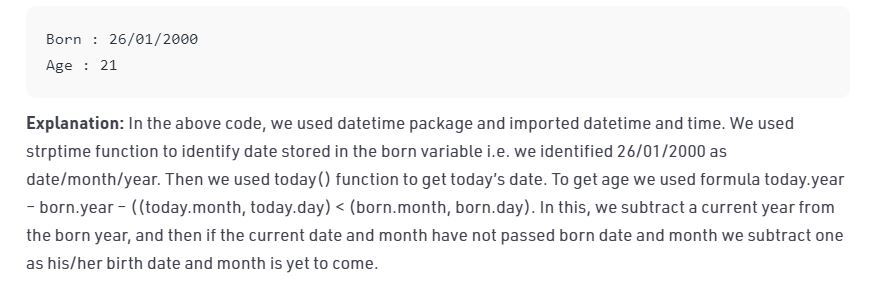 Born : 26/01/2000
Age : 21
Explanation: In the above code, we used datetime package and imported datetime and time. We used
strptime function to identify date stored in the born variable i.e. we identified 26/01/2000 as
date/month/year. Then we used today() function to get today’s date. To get age we used formula today.year
– born.year – ((today.month, today.day) < (born.month, born.day). In this, we subtract a current year from
the born year, and then if the current date and month have not passed born date and month we subtract one
as his/her birth date and month is yet to come.